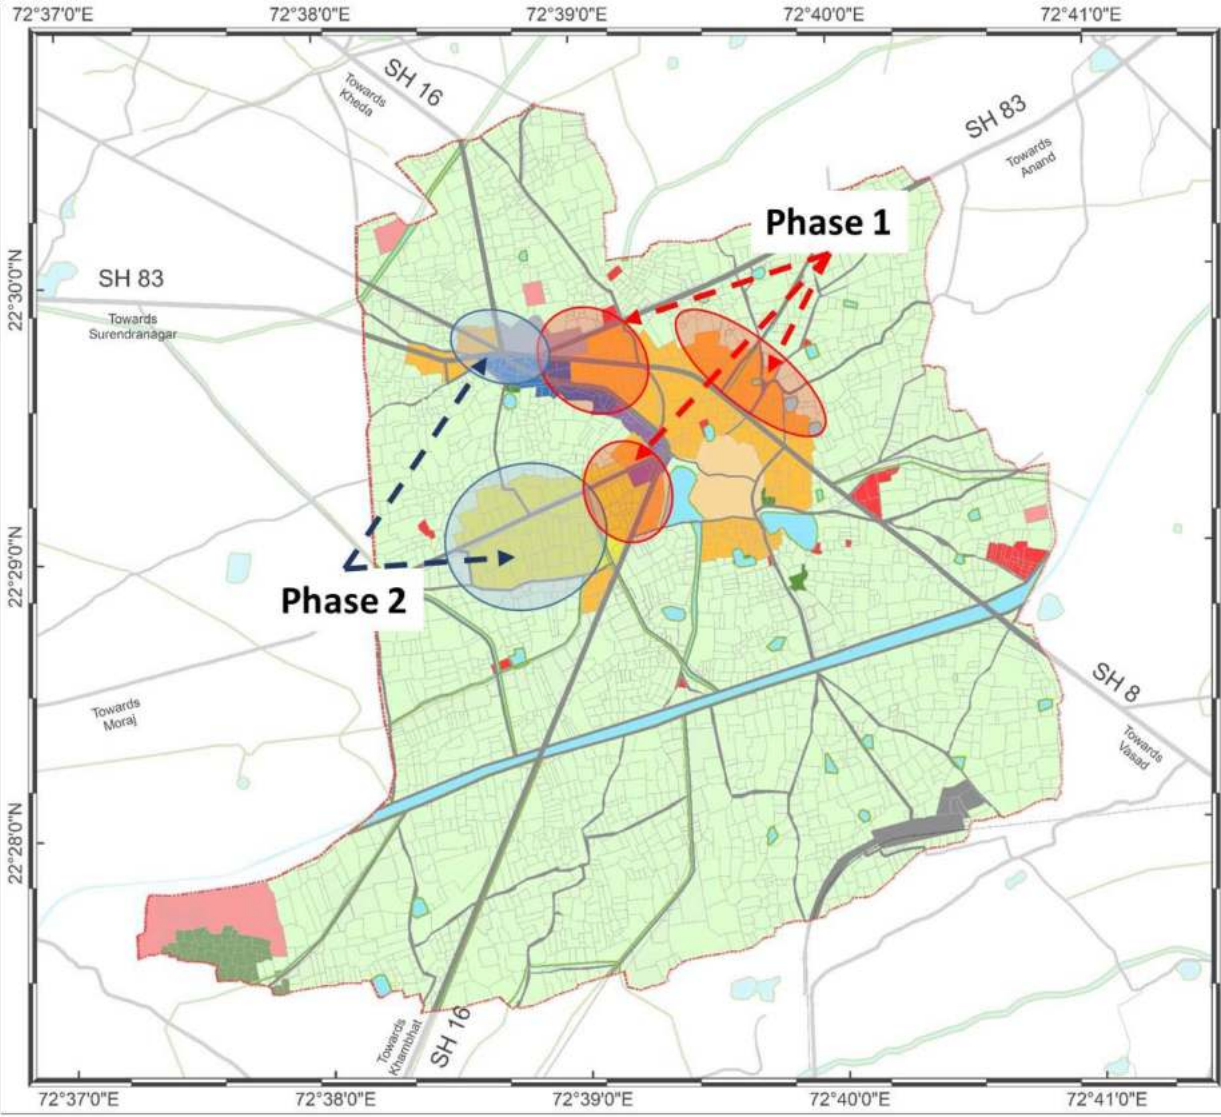 72°37'0"E 72°38'0"E 72°39'0"E 72°40'0"E 72°41'0"E
SH 16
Towards
Kheda
SH 83
Towards
Anand
Phase 1
22°30'0"N
SH 83
Towards
Surendranagar
22°29'0"N
Phase 2
SH 8
Towards
Vasad
Towards
Moraj
22°28'0"N
Towards
Khambhat
SH 16
72°37'0"E 72°38'0"E 72°39'0"E 72°40'0"E 72°41'0"E